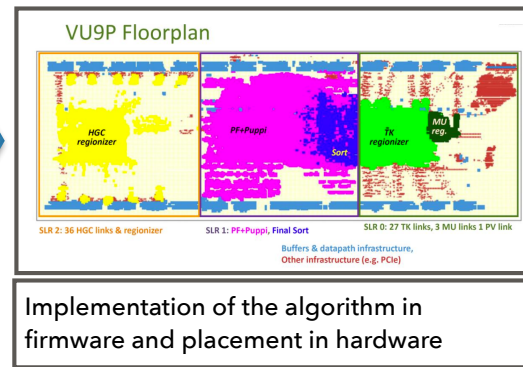 VU9P Floorplan
HGC
regionizer
PF+Puppi
Sort
TK
regionizer
MU
reg.
SLR 2: 36 HGC links & regionizer
SLR 1: PF+Puppi, Final Sort
SLR 0: 27 TK links, 3 MU links 1 PV link
Buffers & datapath infrastructure,
Other infrastructure (e.g. PCIe)
Implementation of the algorithm in
firmware and placement in hardware